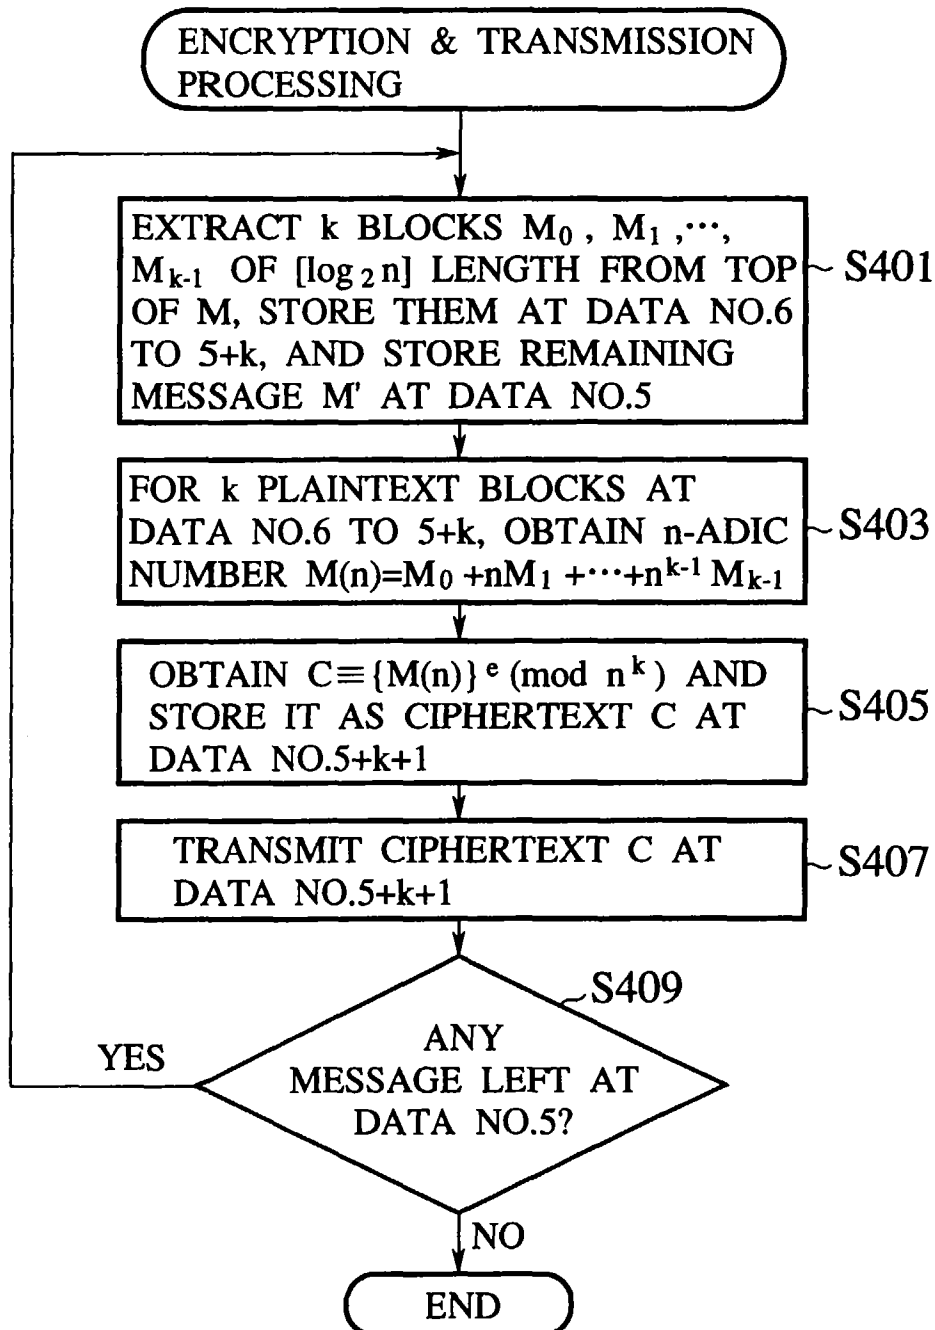 ENCRYPTION & TRANSMISSION
PROCESSING
EXTRACT k BLOCKS M₀ , M₁ ,⋯,
Mₖ₋₁ OF [log ₂ n] LENGTH FROM TOP
OF M, STORE THEM AT DATA NO.6
TO 5+k, AND STORE REMAINING
MESSAGE M' AT DATA NO.5
S401
FOR k PLAINTEXT BLOCKS AT
DATA NO.6 TO 5+k, OBTAIN n-ADIC
NUMBER M(n)=M₀ +nM₁ +⋯+nᵏ⁻¹ Mₖ₋₁
S403
OBTAIN C≡{M(n)}ᵉ (mod nᵏ) AND
STORE IT AS CIPHERTEXT C AT
DATA NO.5+k+1
S405
TRANSMIT CIPHERTEXT C AT
DATA NO.5+k+1
S407
S409
ANY
MESSAGE LEFT AT
DATA NO.5?
YES
NO
END